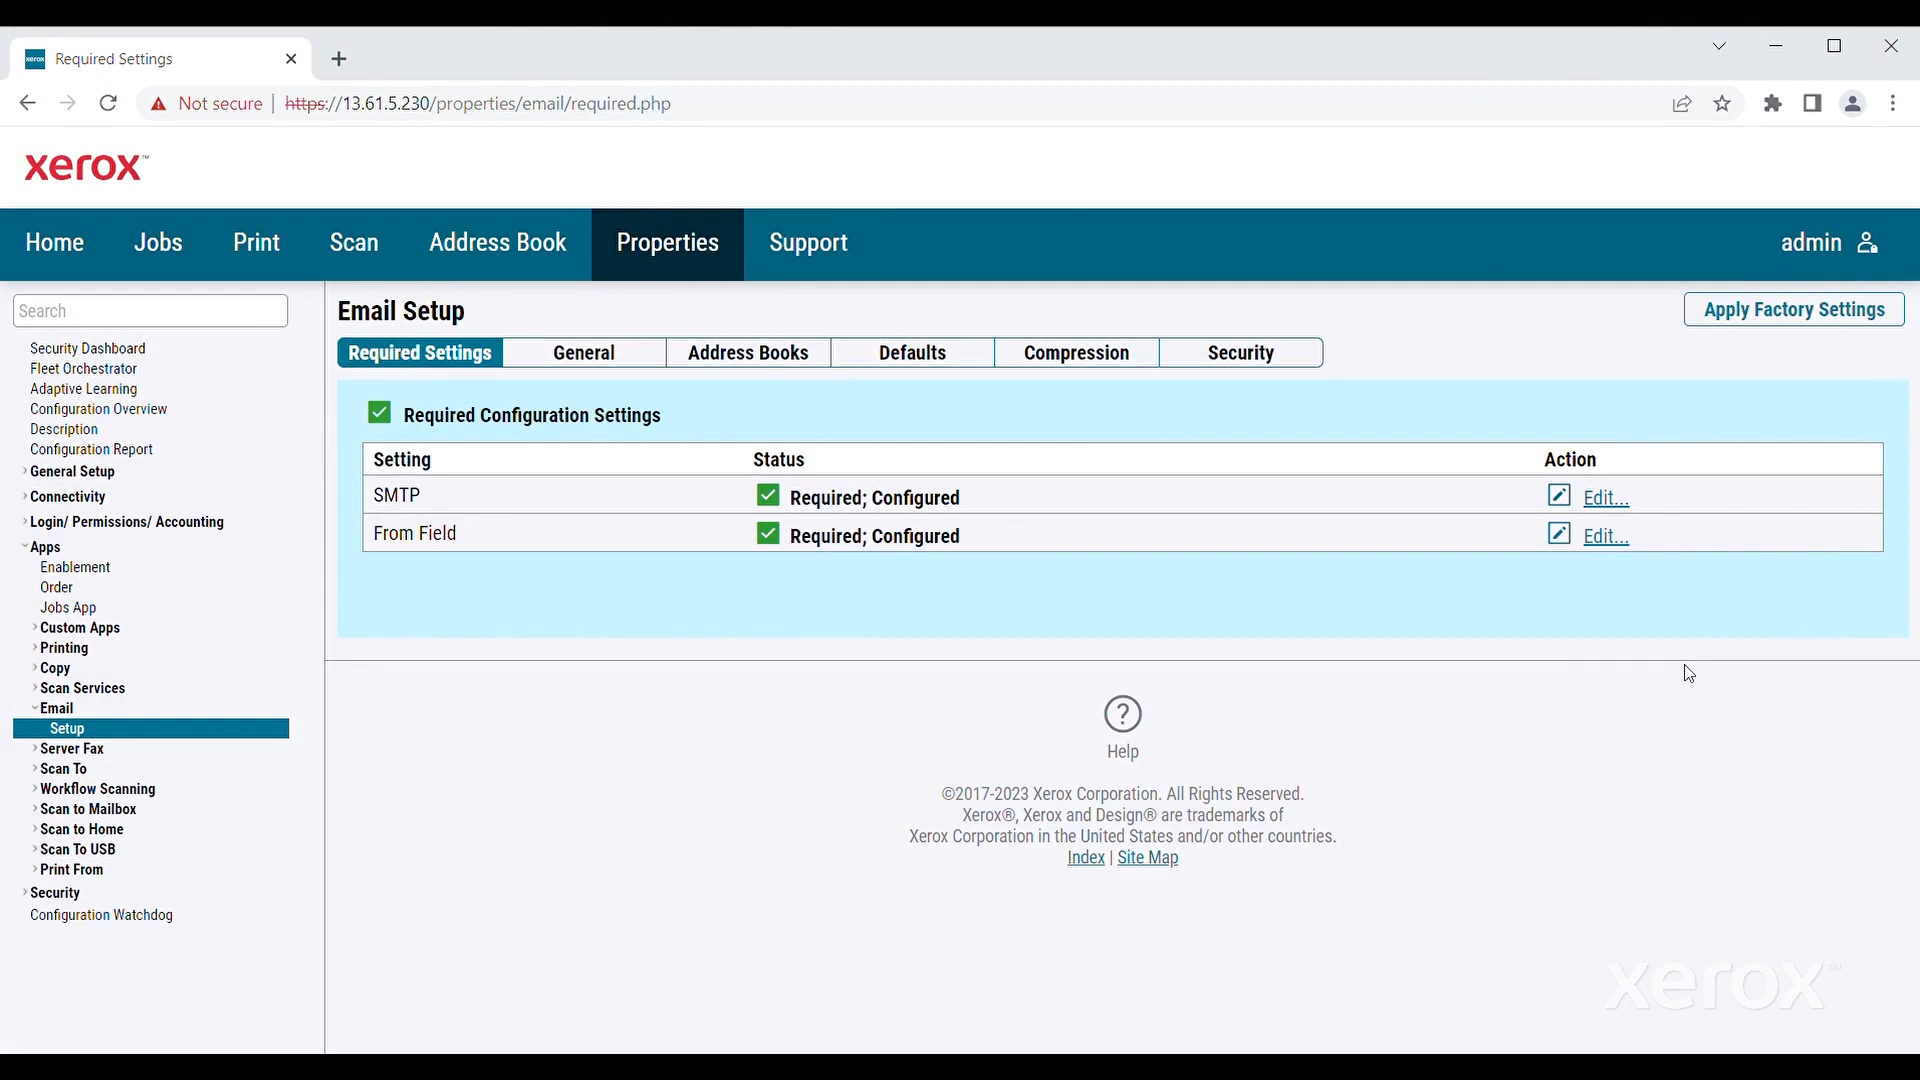 xerox
Required Settings
Not secure | https://13.61.5.230/properties/email/required.php
xerox™
Home Jobs Print Scan Address Book Properties Support admin
Search
Security Dashboard
Fleet Orchestrator
Adaptive Learning
Configuration Overview
Description
Configuration Report
General Setup
Connectivity
Login/ Permissions/ Accounting
Apps
Enablement
Order
Jobs App
Custom Apps
Printing
Copy
Scan Services
Email
Setup
Server Fax
Scan To
Workflow Scanning
Scan to Mailbox
Scan to Home
Scan To USB
Print From
Security
Configuration Watchdog
Email Setup
Apply Factory Settings
Required Settings General Address Books Defaults Compression Security
Required Configuration Settings
Setting Status Action
SMTP Required; Configured Edit...
From Field Required; Configured Edit...
Help
©2017-2023 Xerox Corporation. All Rights Reserved.
Xerox®, Xerox and Design® are trademarks of
Xerox Corporation in the United States and/or other countries.
Index | Site Map
xerox™